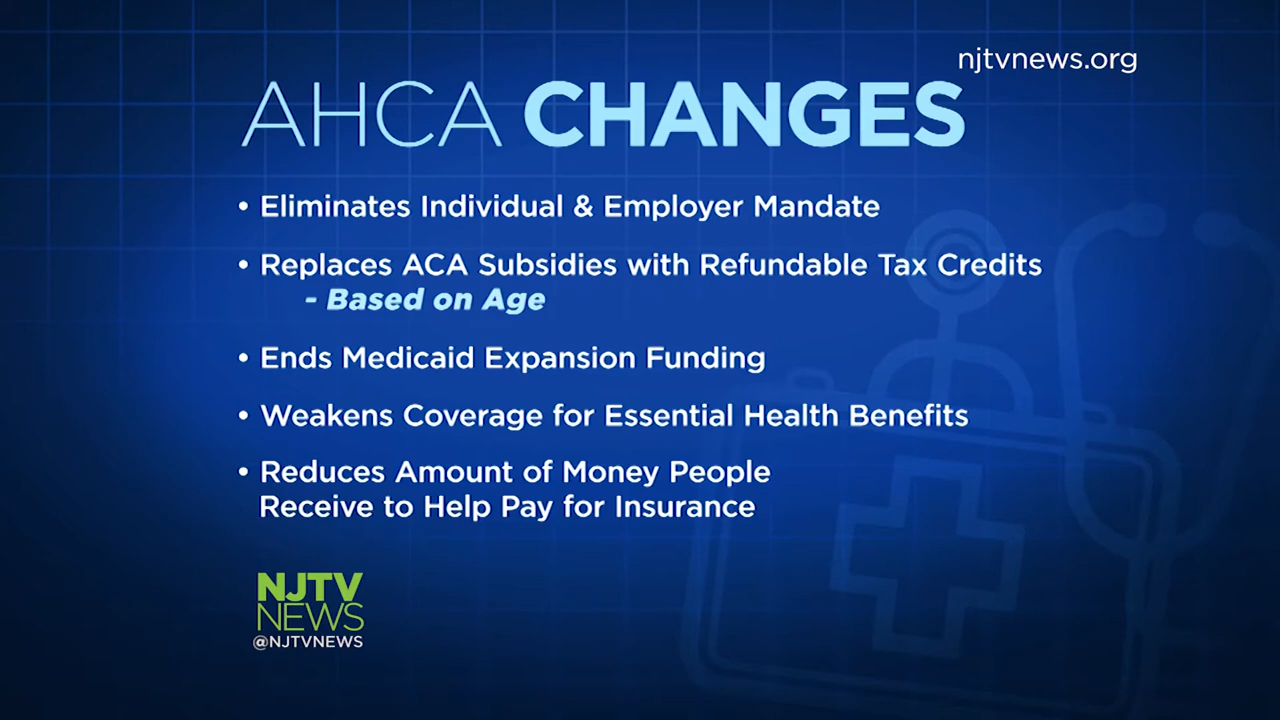 njtvnews.org
AHCA CHANGES
• Eliminates Individual & Employer Mandate
• Replaces ACA Subsidies with Refundable Tax Credits
- Based on Age
• Ends Medicaid Expansion Funding
• Weakens Coverage for Essential Health Benefits
• Reduces Amount of Money People
Receive to Help Pay for Insurance
NJTV
NEWS
@NJTVNEWS